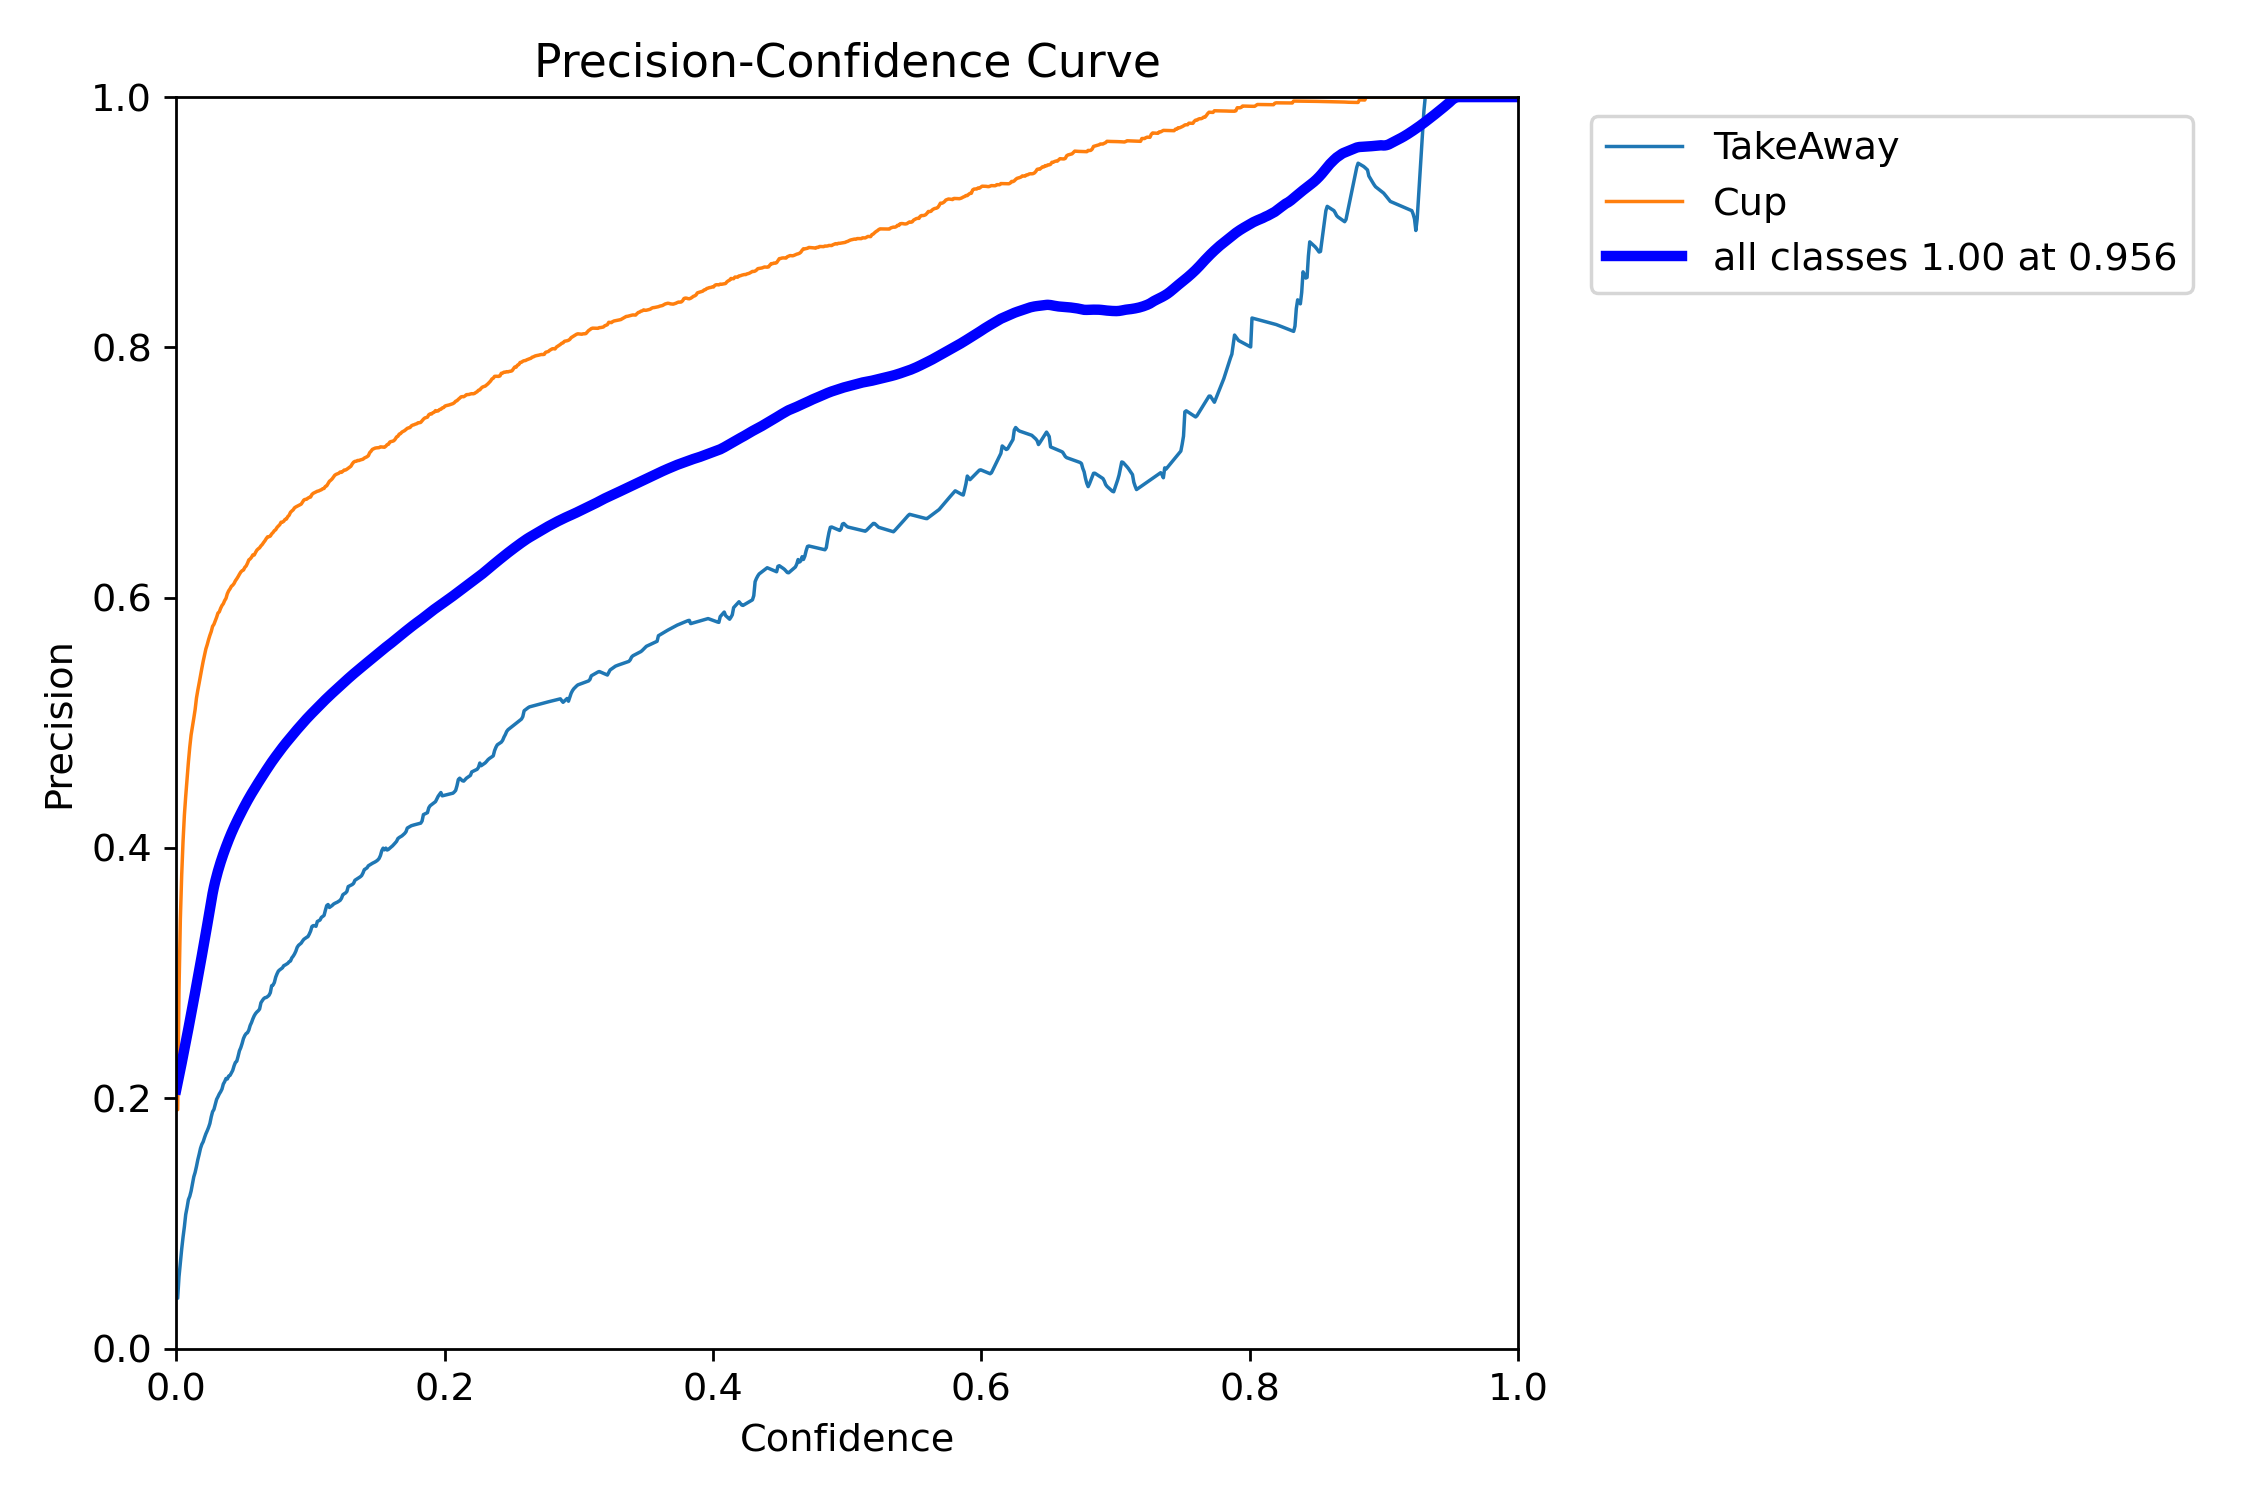 Precision-Confidence Curve
1.0
0.8
0.6
0.4
0.2
0.0
Precision
0.0 0.2 0.4 0.6 0.8 1.0
Confidence
TakeAway
Cup
all classes 1.00 at 0.956